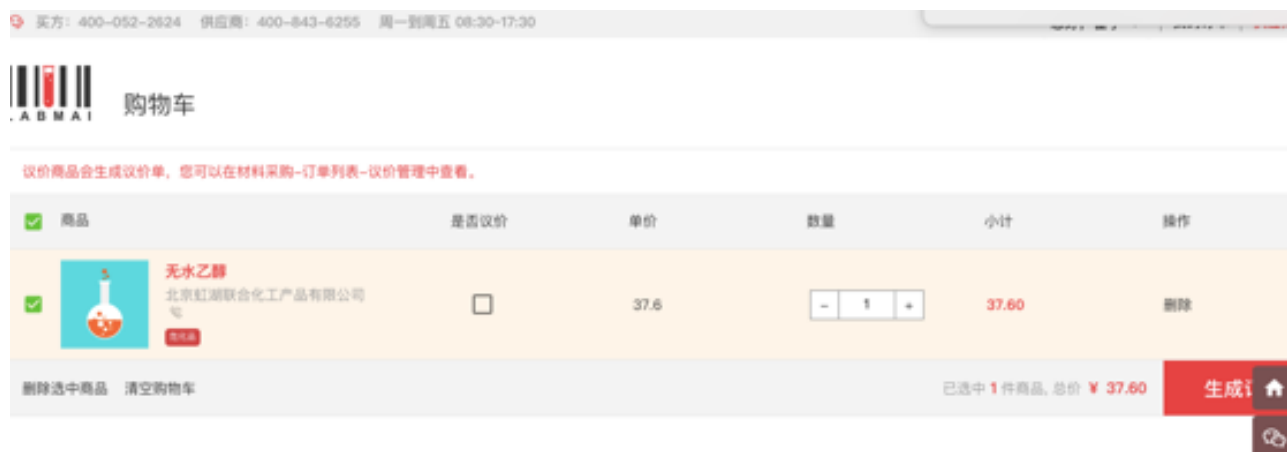 买方：400-052-2624 供应商：400-843-6255 周一到周五 08:30-17:30
LABMAI
购物车
议价商品会生成议价单，您可以在材料采购-订单列表-议价管理中查看。
商品 是否议价 单价 数量 小计 操作
无水乙醇
北京虹湖联合化工产品有限公司
37.6 - 1 + 37.60 删除
删除选中商品 清空购物车 已选中 1 件商品, 总价 ¥ 37.60 生成